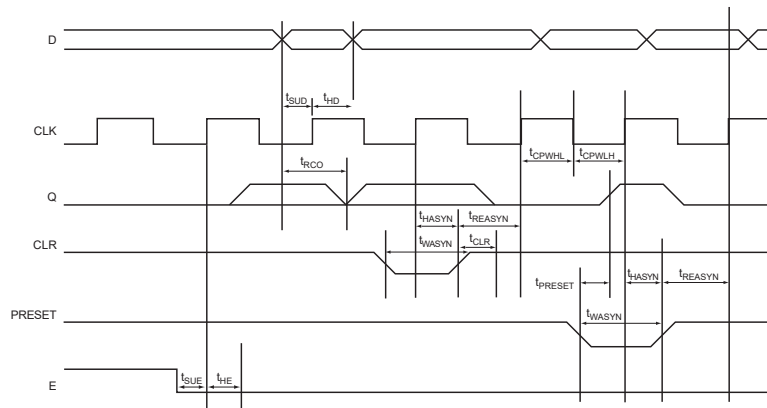 D
tSUD tHD
CLK
tCPWHL tCPWLH
tRCO
Q
tHASYN tREASYN
tWASYN tCLR
CLR
tPRESET tHASYN tREASYN
PRESET
tWASYN
tSUE tHE
E